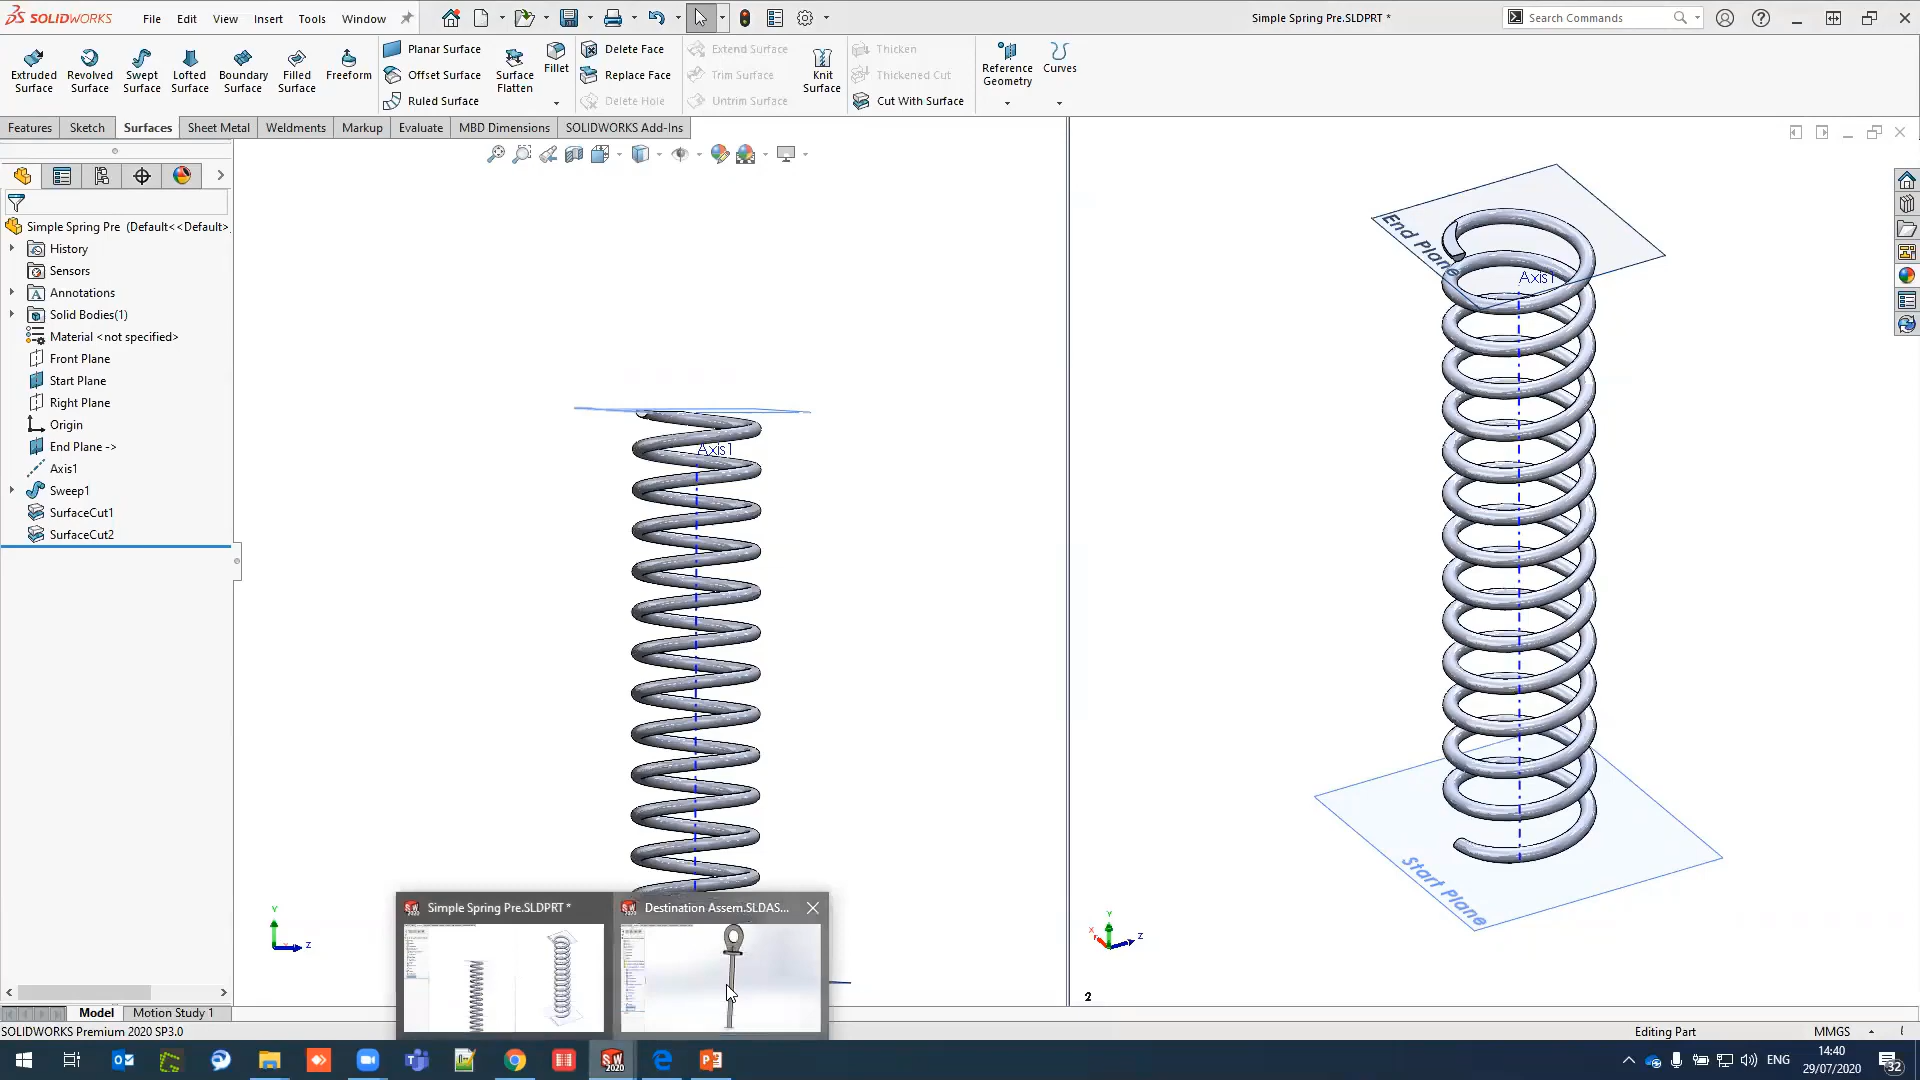 SOLIDWORKS
File
Edit
View
Insert
Tools
Window
Simple Spring Pre.SLDPRT *
Search Commands
Extruded Surface
Revolved Surface
Swept Surface
Lofted Surface
Boundary Surface
Filled Surface
Freeform
Planar Surface
Offset Surface
Ruled Surface
Surface Flatten
Fillet
Delete Face
Replace Face
Delete Hole
Extend Surface
Trim Surface
Untrim Surface
Knit Surface
Thicken
Thickened Cut
Cut With Surface
Reference Geometry
Curves
Features
Sketch
Surfaces
Sheet Metal
Weldments
Markup
Evaluate
MBD Dimensions
SOLIDWORKS Add-Ins
Simple Spring Pre (Default<<Default>
History
Sensors
Annotations
Solid Bodies(1)
Material <not specified>
Front Plane
Start Plane
Right Plane
Origin
End Plane ->
Axis1
Sweep1
SurfaceCut1
SurfaceCut2
Axis1
Y
Z
End Plane
Axis1
Start Plane
Y
X
Z
2
Simple Spring Pre.SLDPRT *
Destination Assem.SLDAS...
Model
Motion Study 1
SOLIDWORKS Premium 2020 SP3.0
Editing Part
MMGS
SW 2020
ENG
14:40
29/07/2020
32